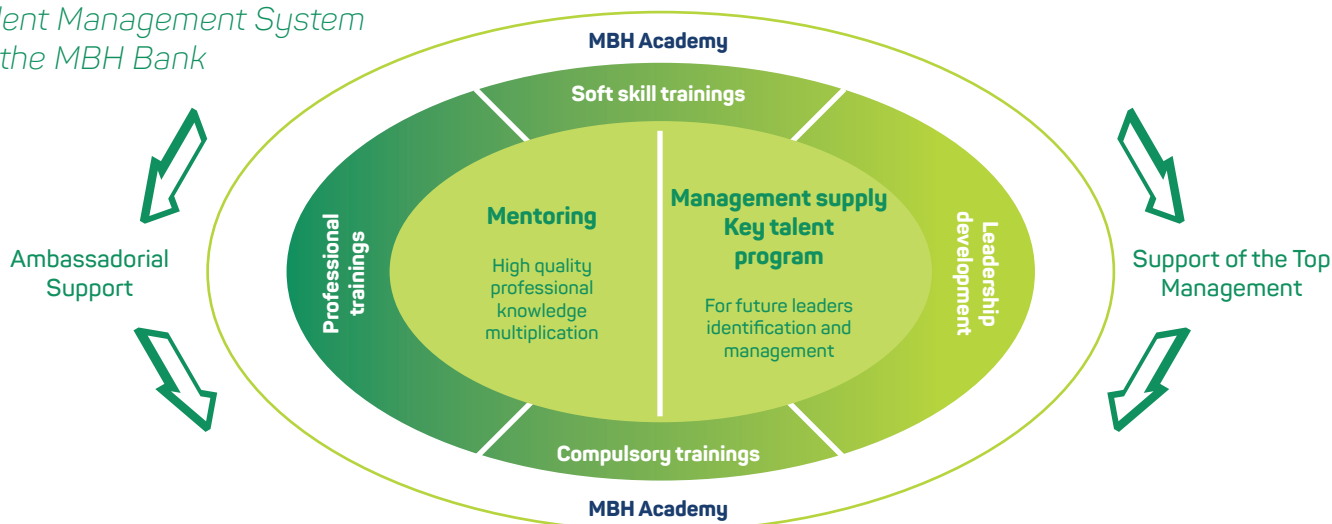 Management System
the MBH Bank
MBH Academy
Soft skill trainings
Professional
trainings
Mentoring
High quality
professional
knowledge
multiplication
Management supply
Key talent
program
For future leaders
identification and
management
Leadership
development
Ambassadorial
Support
Support of the Top
Management
Compulsory trainings
MBH Academy